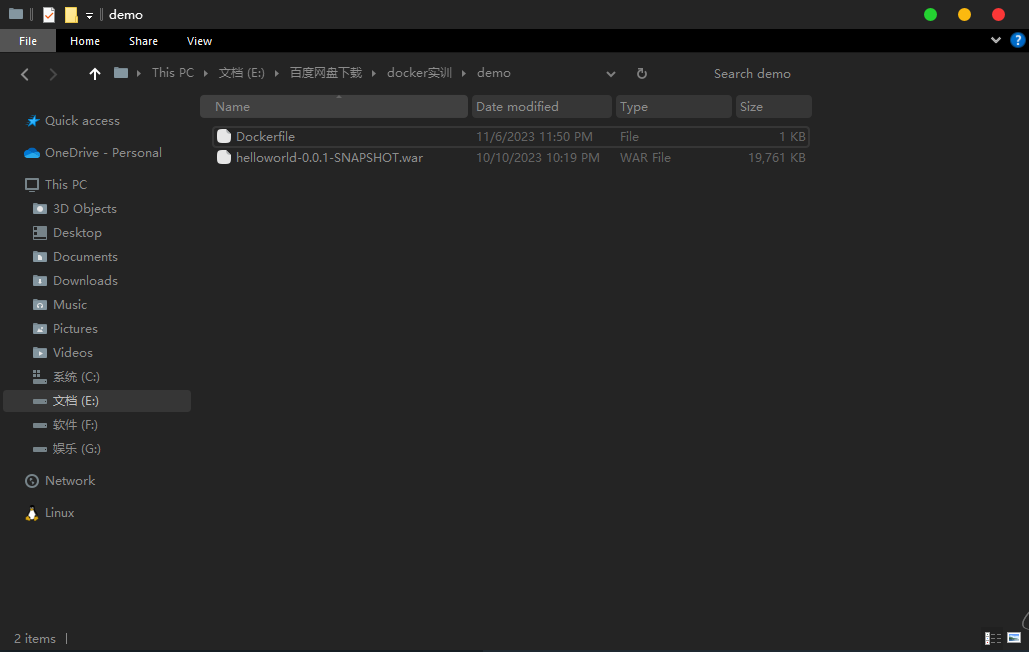 demo
File Home Share View
This PC 文档 (E:) 百度网盘下载 docker实训 demo Search demo
Name Date modified Type Size
Quick access
Dockerfile 11/6/2023 11:50 PM File 1 KB
OneDrive - Personal
helloworld-0.0.1-SNAPSHOT.war 10/10/2023 10:19 PM WAR File 19,761 KB
This PC
3D Objects
Desktop
Documents
Downloads
Music
Pictures
Videos
系统 (C:)
文档 (E:)
软件 (F:)
娱乐 (G:)
Network
Linux
2 items